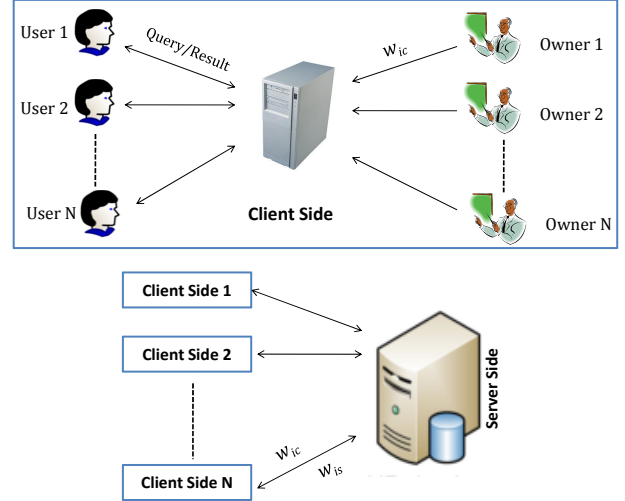 User 1
Query/Result
w_ic
Owner 1
User 2
Owner 2
User N
Client Side
Owner N
Client Side 1
Client Side 2
Server Side
w_ic
w_is
Client Side N